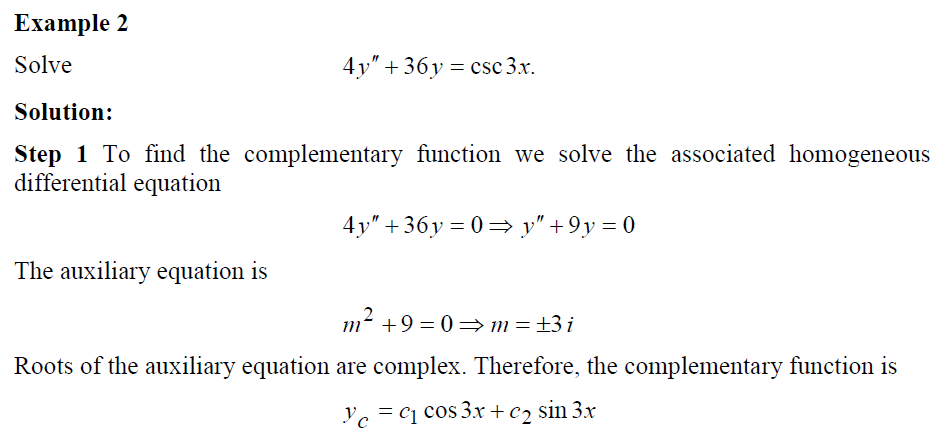 Example 2
Solve 4y″ + 36y = csc 3x.
Solution:
Step 1 To find the complementary function we solve the associated homogeneous
differential equation
4y″ + 36y = 0 ⇒ y″ + 9y = 0
The auxiliary equation is
m² + 9 = 0 ⇒ m = ±3i
Roots of the auxiliary equation are complex. Therefore, the complementary function is
y_c = c₁ cos 3x + c₂ sin 3x